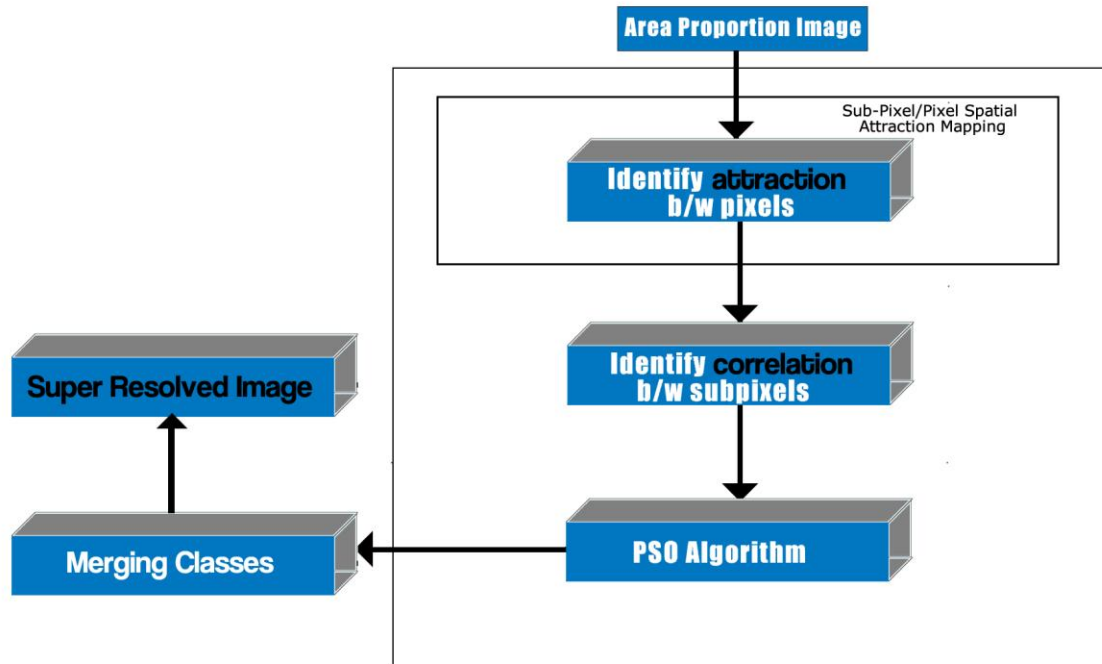 Area Proportion Image
Sub-Pixel/Pixel Spatial
Attraction Mapping
Identify attraction
b/w pixels
Identify correlation
b/w subpixels
Super Resolved Image
PSO Algorithm
Merging Classes